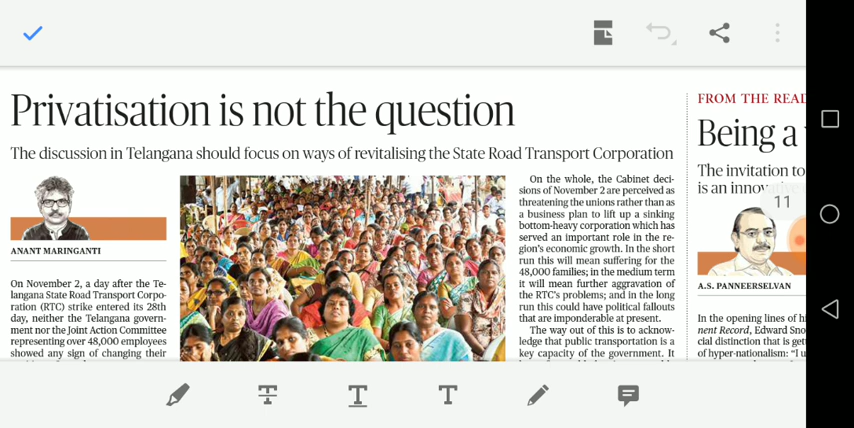 Privatisation is not the question
The discussion in Telangana should focus on ways of revitalising the State Road Transport Corporation
ANANT MARINGANTI
On November 2, a day after the Te-
langana State Road Transport Corpo-
ration (RTC) strike entered its 28th
day, neither the Telangana govern-
ment nor the Joint Action Committee
representing over 48,000 employees
showed any sign of changing their
On the whole, the Cabinet deci-
sions of November 2 are perceived as
threatening the unions rather than as
a business plan to lift up a sinking
bottom-heavy corporation which has
served an important role in the re-
gion's economic growth. In the short
run this will mean suffering for the
48,000 families; in the medium term
it will mean further aggravation of
the RTC's problems; and in the long
run this could have political fallouts
that are imponderable at present.
The way out of this is to acknow-
ledge that public transportation is a
key capacity of the government. It
FROM THE READ
Being a
The invitation to
is an innov
11
A.S. PANNEERSELVAN
In the opening lines of hi
nent Record, Edward Sno
cial distinction that is gett
of hyper-nationalism: "I u